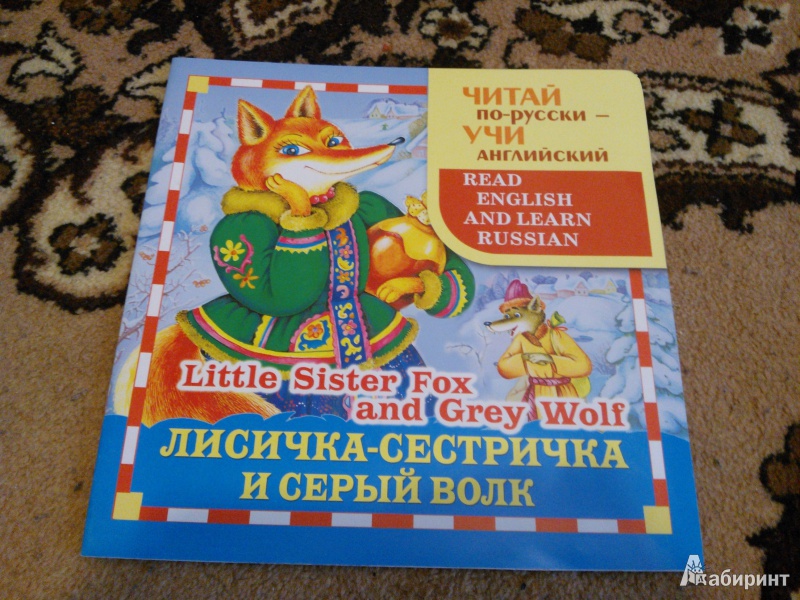 ЧИТАЙ
по-русски –
УЧИ
английский
READ
ENGLISH
AND LEARN
RUSSIAN
Little Sister Fox
and Grey Wolf
ЛИСИЧКА-СЕСТРИЧКА
И СЕРЫЙ ВОЛК
Лабиринт